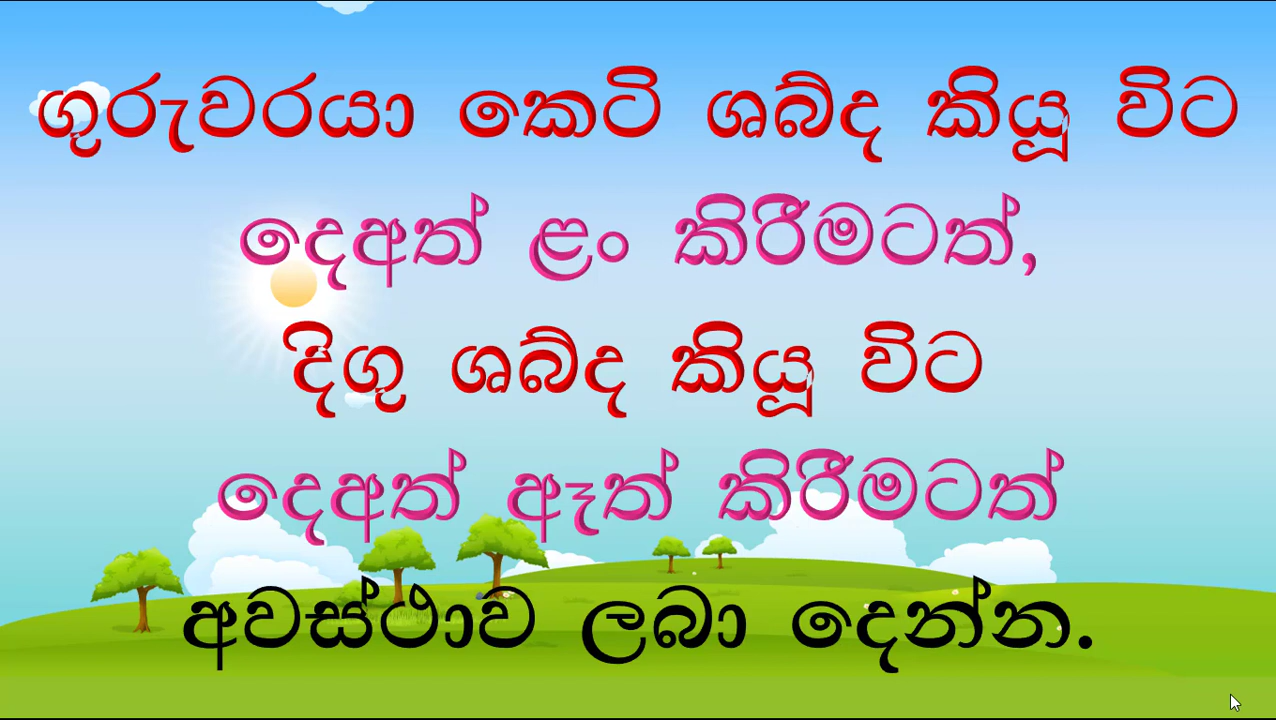 ගුරුවරයා කෙටි ශබ්ද කියූ විට
දෙඅත් ළං කිරීමටත්,
දිගු ශබ්ද කියූ විට
දෙඅත් ඈත් කිරීමටත්
අවස්ථාව ලබා දෙන්න.